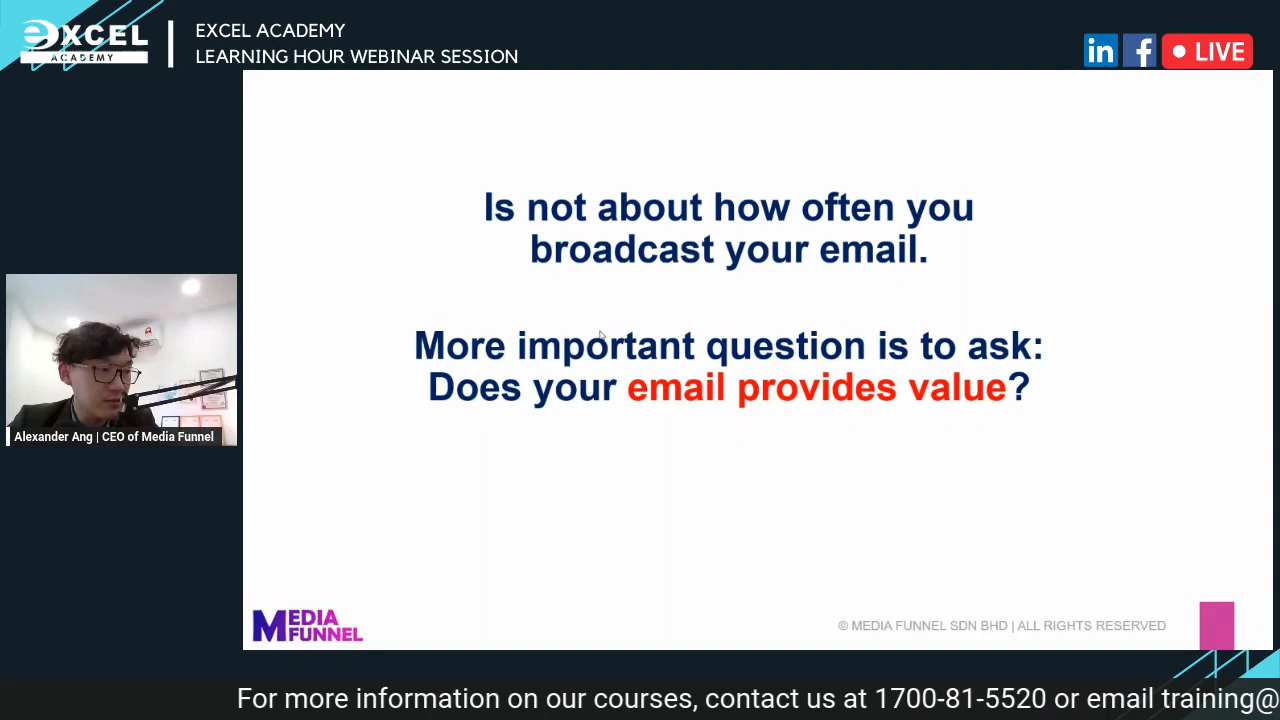 eXCEL
ACADEMY
EXCEL ACADEMY
LEARNING HOUR WEBINAR SESSION
in
f
LIVE
Is not about how often you
broadcast your email.
More important question is to ask:
Does your email provides value?
Alexander Ang | CEO of Media Funnel
MEDIA
FUNNEL
© MEDIA FUNNEL SDN BHD | ALL RIGHTS RESERVED
For more information on our courses, contact us at 1700-81-5520 or email training@